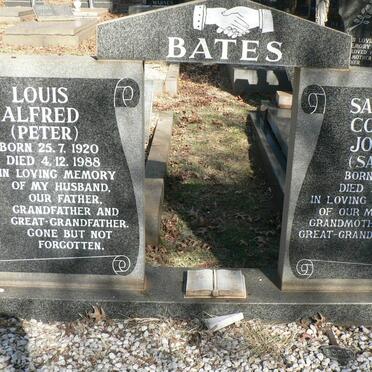 BATES
LOUIS
ALFRED
(PETER)
BORN 25. 7. 1920
DIED 4. 12. 1988
IN LOVING MEMORY
OF MY HUSBAND,
OUR FATHER,
GRANDFATHER AND
GREAT-GRANDFATHER.
GONE BUT NOT
FORGOTTEN.
SA
CO
JO
(SA
BORN
DIED
IN LOVING
OF OUR M
GRANDMOTH
GREAT-GRAND